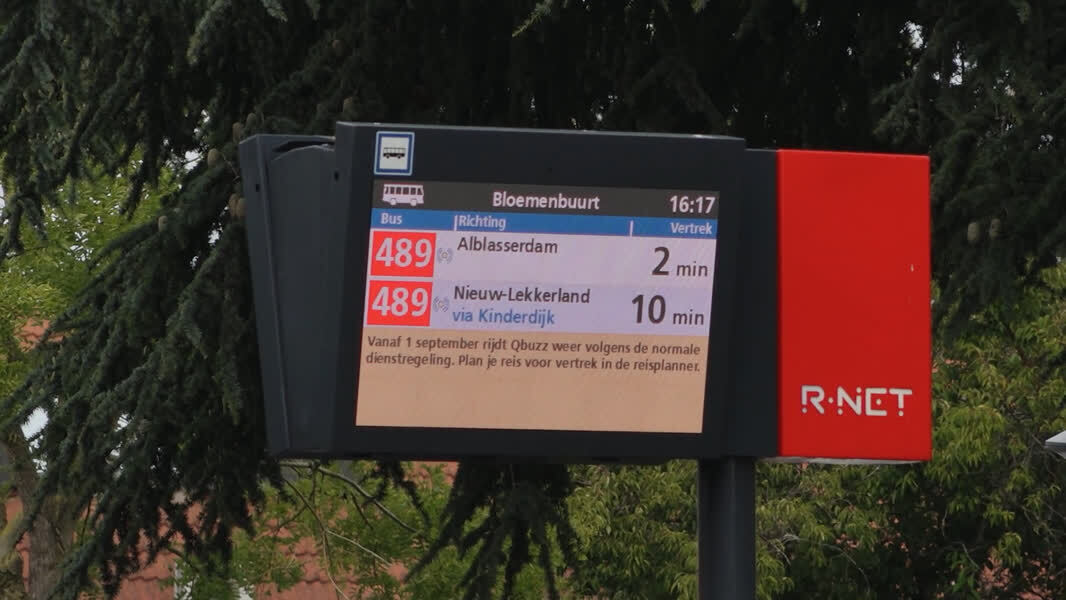 Bloemenbuurt 16:17
Bus Richting Vertrek
489 Alblasserdam 2 min
489 Nieuw-Lekkerland 10 min
via Kinderdijk
Vanaf 1 september rijdt Qbuzz weer volgens de normale
dienstregeling. Plan je reis voor vertrek in de reisplanner.
R·NET